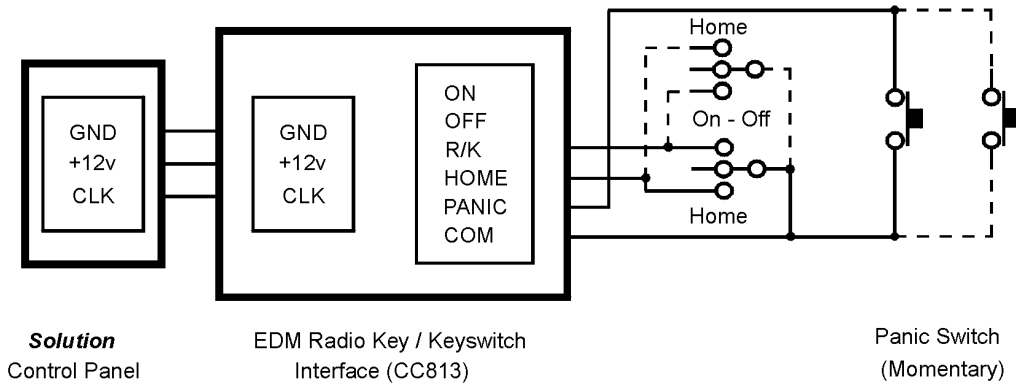 Home
On - Off
Home
GND
+12v
CLK
GND
+12v
CLK
ON
OFF
R/K
HOME
PANIC
COM
Solution
Control Panel
EDM Radio Key / Keyswitch
Interface (CC813)
Panic Switch
(Momentary)